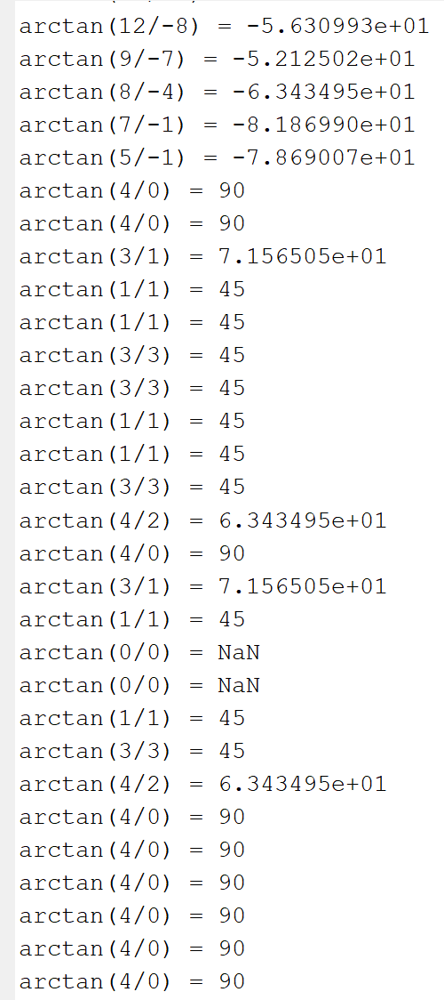 arctan(12/-8) = -5.630993e+01
arctan(9/-7) = -5.212502e+01
arctan(8/-4) = -6.343495e+01
arctan(7/-1) = -8.186990e+01
arctan(5/-1) = -7.869007e+01
arctan(4/0) = 90
arctan(4/0) = 90
arctan(3/1) = 7.156505e+01
arctan(1/1) = 45
arctan(1/1) = 45
arctan(3/3) = 45
arctan(3/3) = 45
arctan(1/1) = 45
arctan(1/1) = 45
arctan(3/3) = 45
arctan(4/2) = 6.343495e+01
arctan(4/0) = 90
arctan(3/1) = 7.156505e+01
arctan(1/1) = 45
arctan(0/0) = NaN
arctan(0/0) = NaN
arctan(1/1) = 45
arctan(3/3) = 45
arctan(4/2) = 6.343495e+01
arctan(4/0) = 90
arctan(4/0) = 90
arctan(4/0) = 90
arctan(4/0) = 90
arctan(4/0) = 90
arctan(4/0) = 90